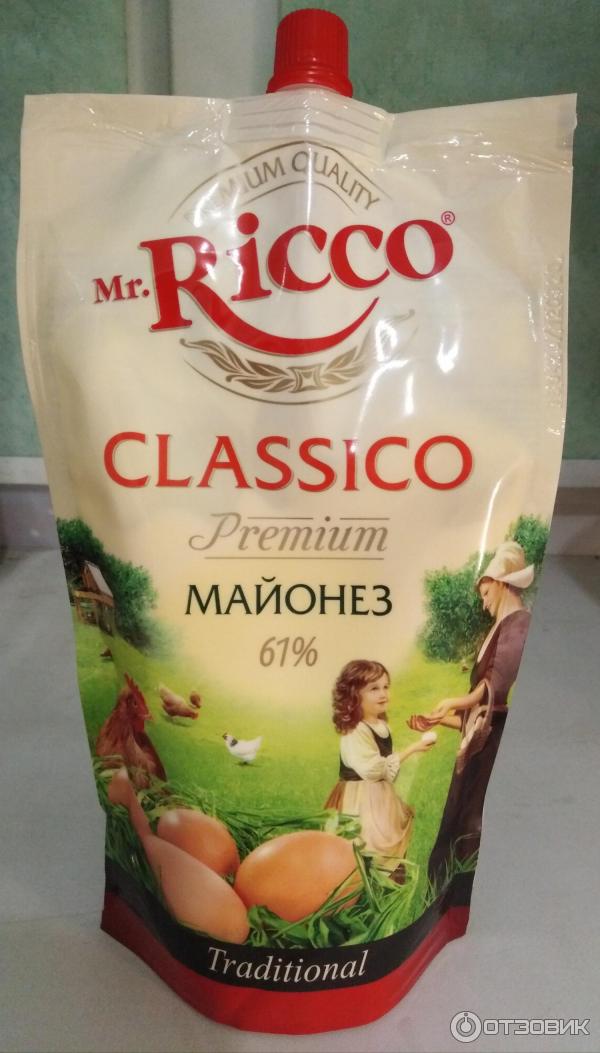 PREMIUM QUALITY
Mr. Ricco®
CLASSICO
Premium
МАЙОНЕЗ
61%
Traditional
ОТЗОВИК